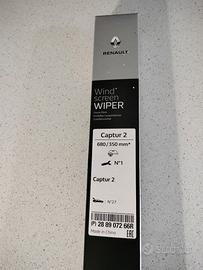 RENAULT
Wind
screen
WIPER
Captur 2
680/350 mm*
N°1
Captur 2
N°27
(P) 28 89 072 66R
Made in China